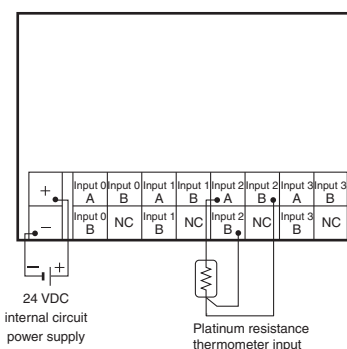 + Input 0 A Input 0 B Input 1 A Input 1 B Input 2 A Input 2 B Input 3 A Input 3 B
− Input 0 B NC Input 1 B NC Input 2 B NC Input 3 B NC
− +
24 VDC
internal circuit
power supply
Platinum resistance
thermometer input